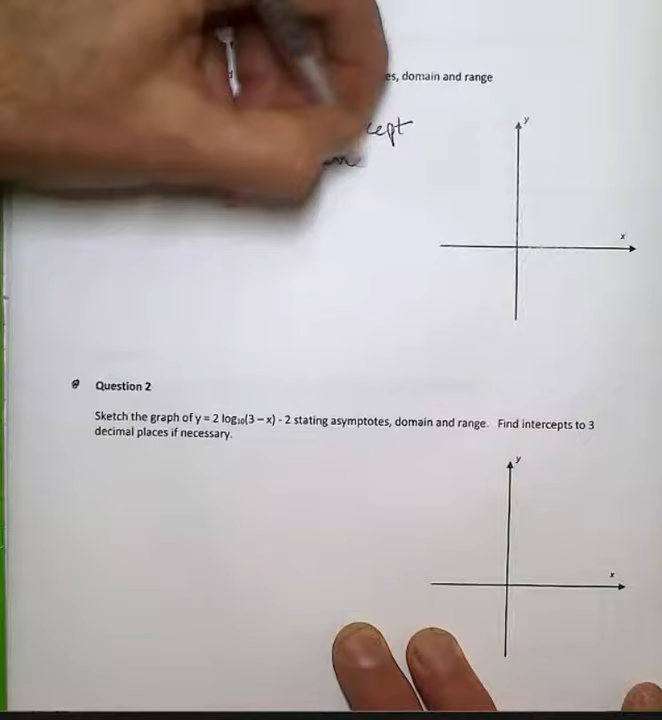 es, domain and range
cept
y
x
Question 2
Sketch the graph of y = 2 log₁₀(3 – x) - 2 stating asymptotes, domain and range. Find intercepts to 3
decimal places if necessary.
y
x